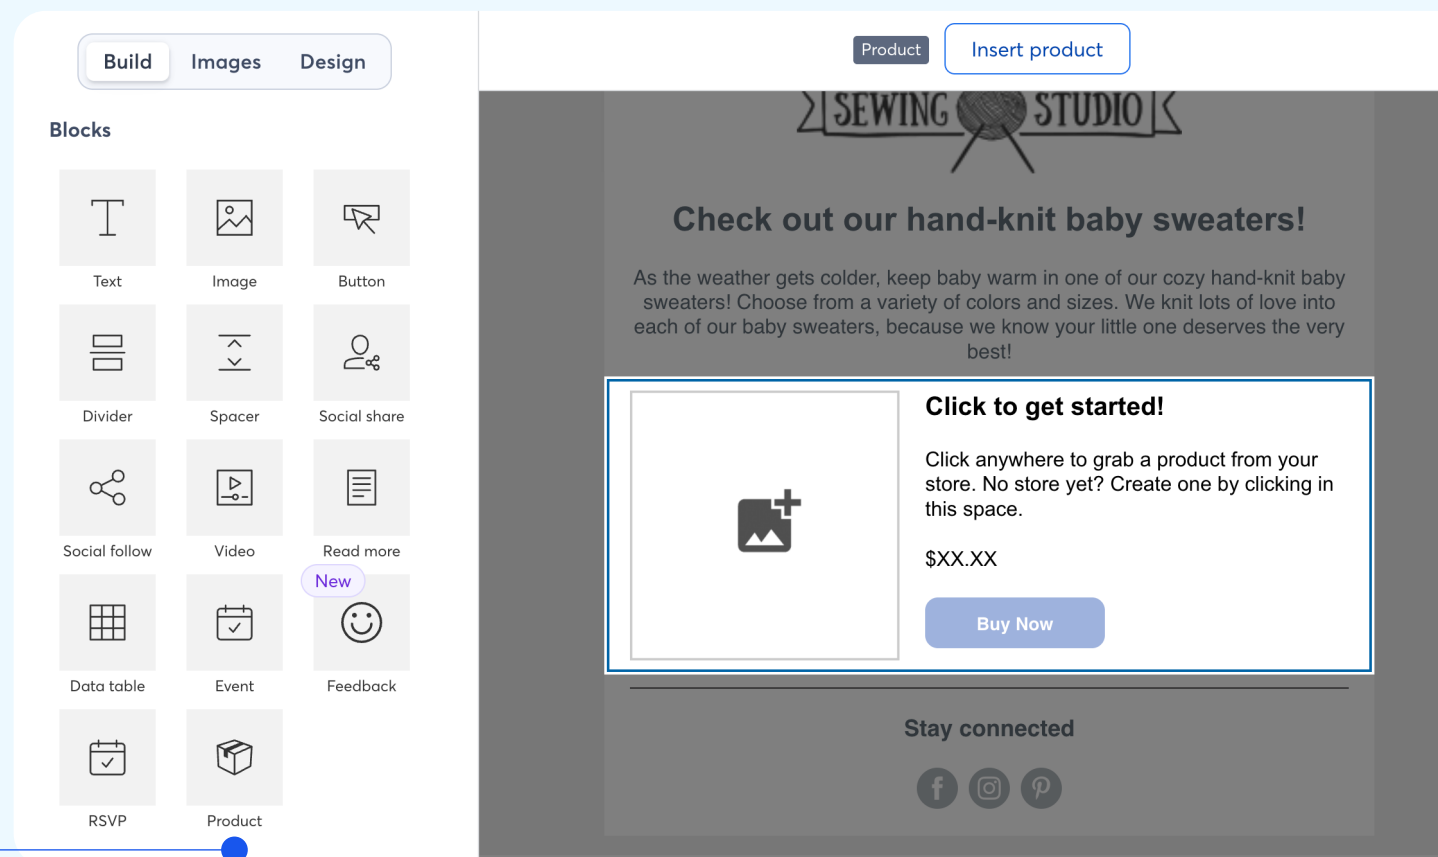 Build Images Design
Product Insert product
Blocks
Text Image Button
Divider Spacer Social share
Social follow Video Read more
New
Data table Event Feedback
RSVP Product
SEWING STUDIO
Check out our hand-knit baby sweaters!
As the weather gets colder, keep baby warm in one of our cozy hand-knit baby
sweaters! Choose from a variety of colors and sizes. We knit lots of love into
each of our baby sweaters, because we know your little one deserves the very
best!
Click to get started!
Click anywhere to grab a product from your
store. No store yet? Create one by clicking in
this space.
$XX.XX
Buy Now
Stay connected